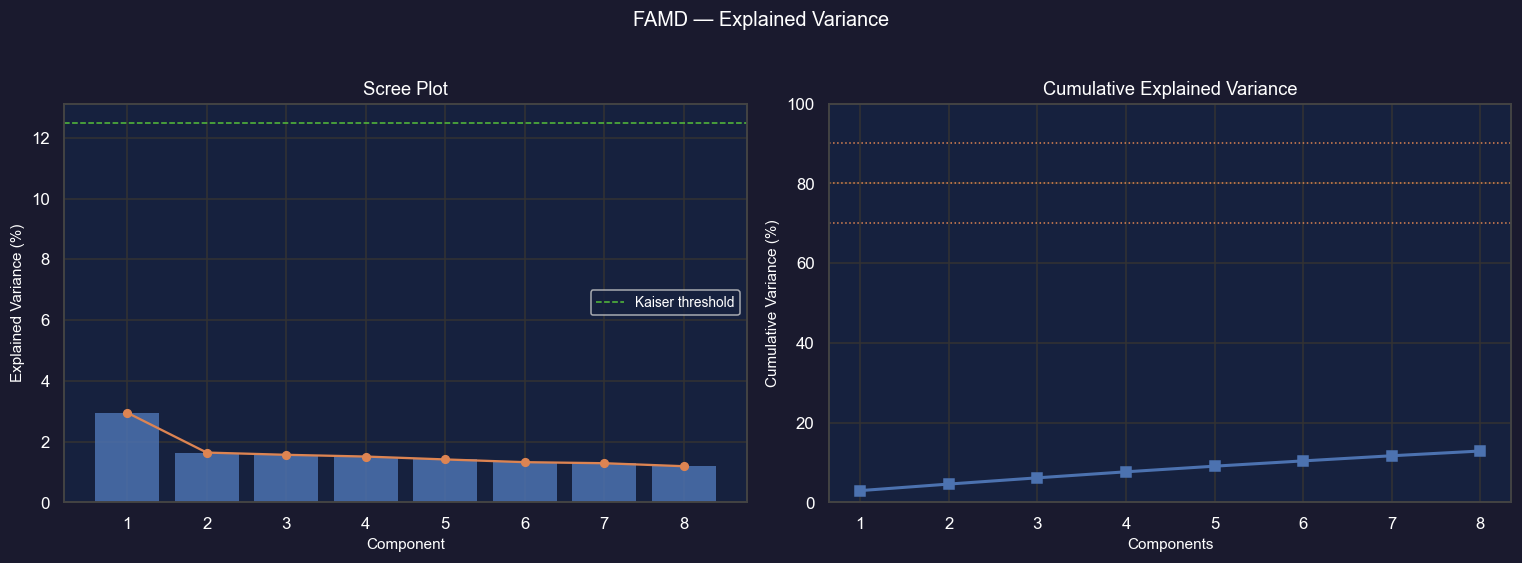 FAMD — Explained Variance
Scree Plot
Explained Variance (%)
12
10
8
6
4
2
0
Kaiser threshold
1 2 3 4 5 6 7 8
Component
Cumulative Explained Variance
Cumulative Variance (%)
100
80
60
40
20
0
1 2 3 4 5 6 7 8
Components